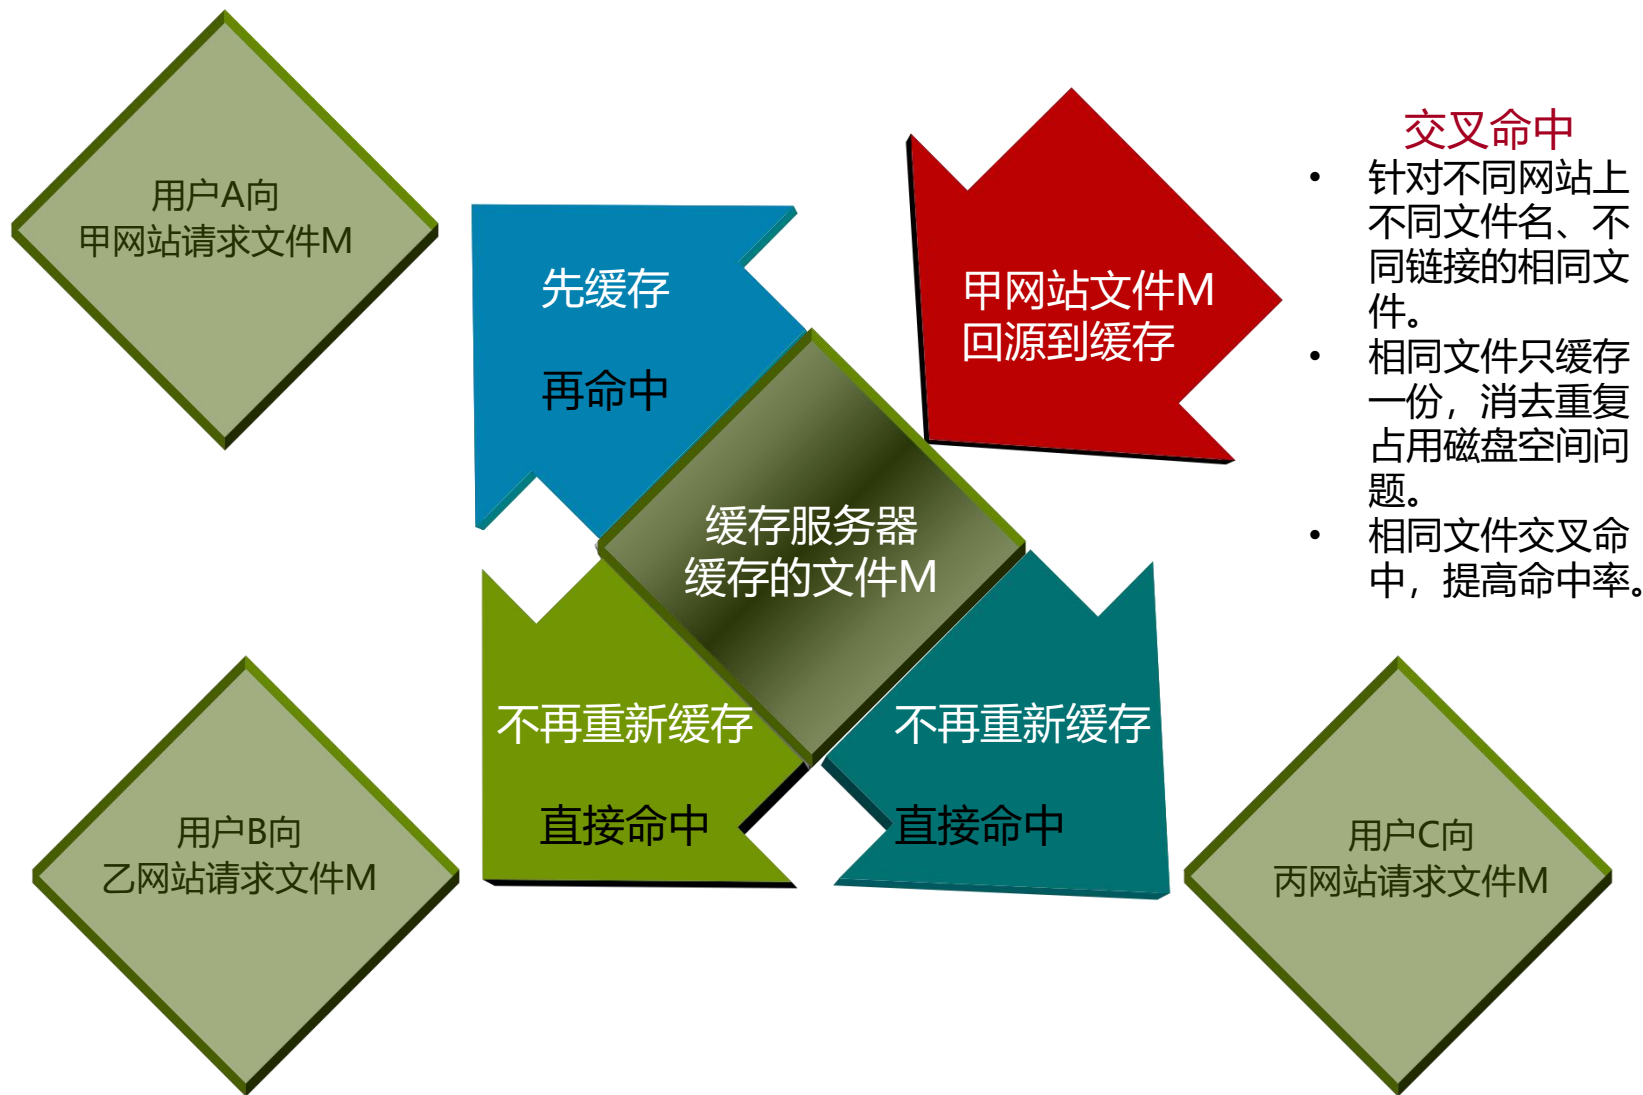 用户A向
甲网站请求文件M
先缓存
再命中
甲网站文件M
回源到缓存
交叉命中
• 针对不同网站上
不同文件名、不
同链接的相同文
件。
• 相同文件只缓存
一份，消去重复
占用磁盘空间问
题。
• 相同文件交叉命
中，提高命中率。
缓存服务器
缓存的文件M
不再重新缓存
直接命中
不再重新缓存
直接命中
用户B向
乙网站请求文件M
用户C向
丙网站请求文件M